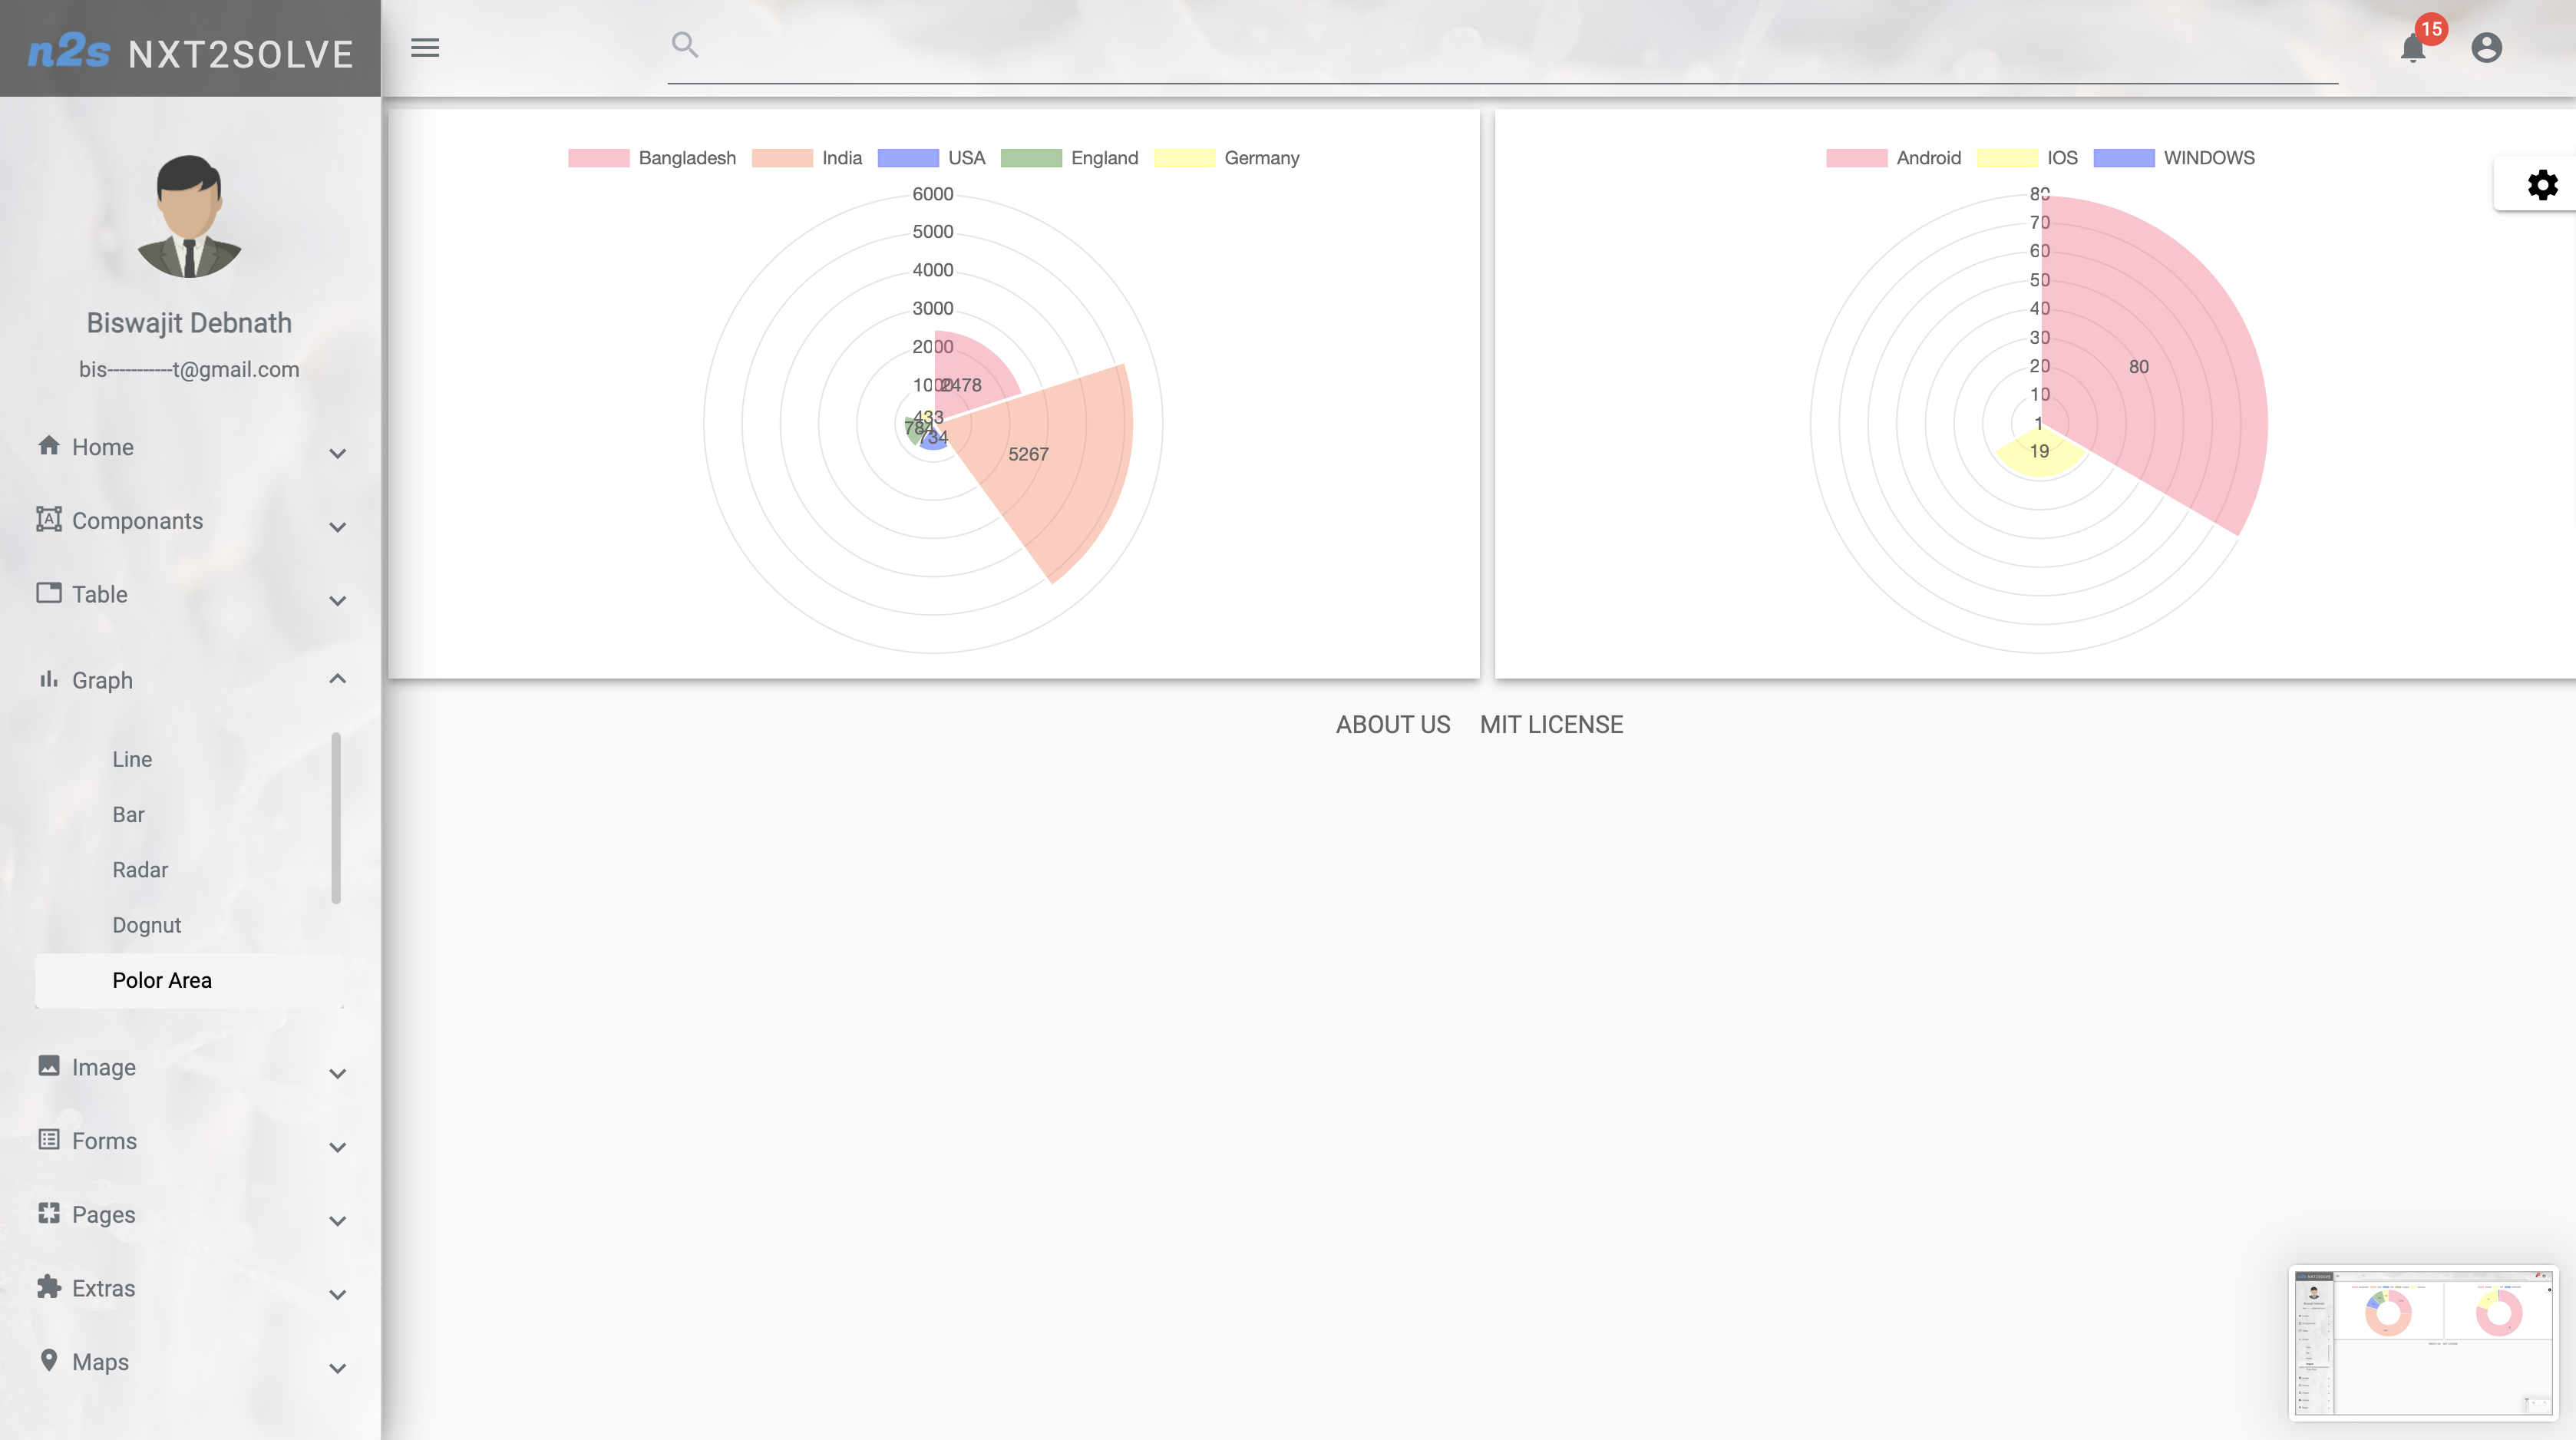 n2s NXT2SOLVE
15
Biswajit Debnath
bis-----------t@gmail.com
Home
Componants
Table
Graph
Line
Bar
Radar
Dognut
Polor Area
Image
Forms
Pages
Extras
Maps
Bangladesh India USA England Germany
6000
5000
4000
3000
2000
1000 2478
433
784
734
5267
Android IOS WINDOWS
80
70
60
50
40
30
20
10
80
1
19
ABOUT US MIT LICENSE